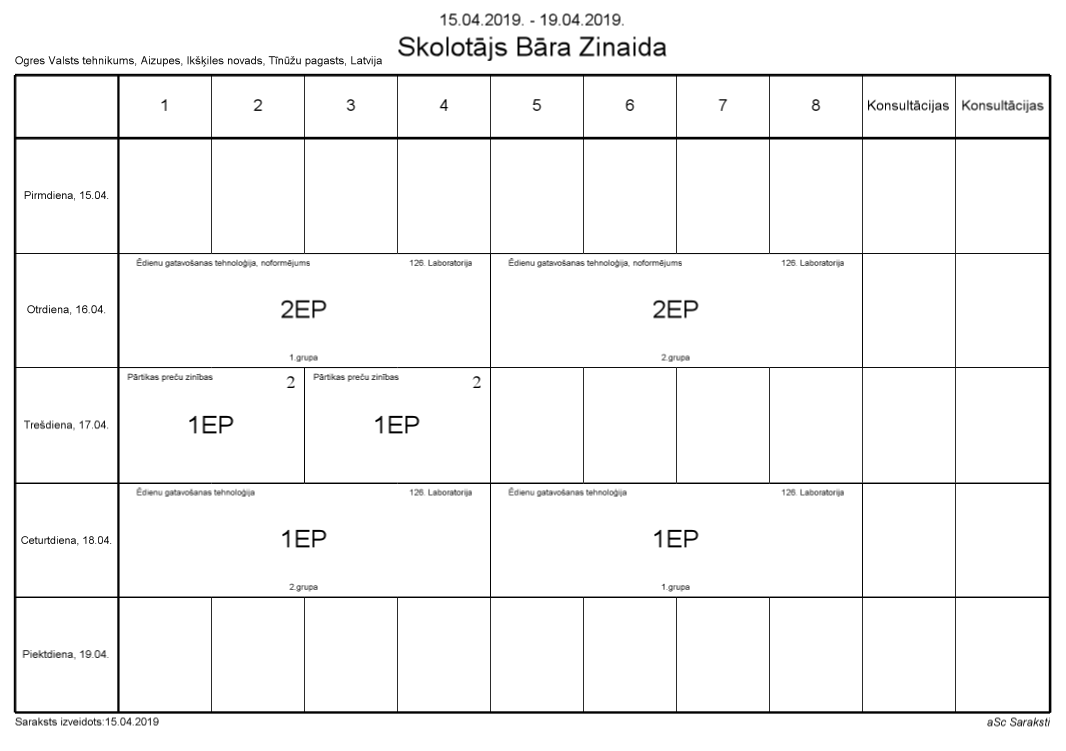 15.04.2019. - 19.04.2019.
Skolotājs Bāra Zinaida
Ogres Valsts tehnikums, Aizupes, Ikšķiles novads, Tīnūžu pagasts, Latvija
1 2 3 4 5 6 7 8 Konsultācijas Konsultācijas
Pirmdiena, 15.04.
Ēdienu gatavošanas tehnoloģija, noformējums 126. Laboratorija Ēdienu gatavošanas tehnoloģija, noformējums 126. Laboratorija
Otrdiena, 16.04. 2EP 2EP
1.grupa 2.grupa
Pārtikas preču zinības 2 Pārtikas preču zinības 2
Trešdiena, 17.04. 1EP 1EP
Ēdienu gatavošanas tehnoloģija 126. Laboratorija Ēdienu gatavošanas tehnoloģija 126. Laboratorija
Ceturtdiena, 18.04. 1EP 1EP
2.grupa 1.grupa
Piektdiena, 19.04.
Saraksts izveidots:15.04.2019 aSc Saraksti